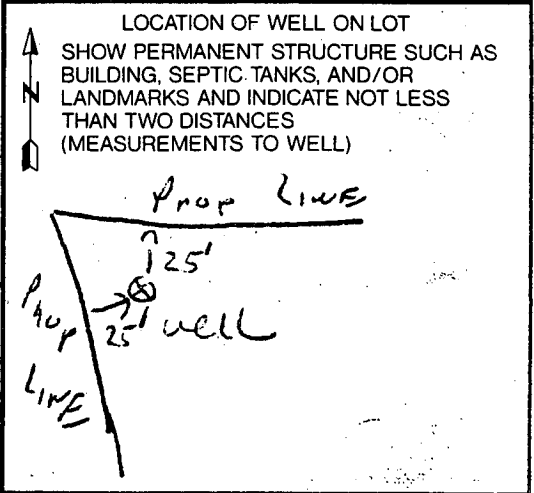 LOCATION OF WELL ON LOT
SHOW PERMANENT STRUCTURE SUCH AS
BUILDING, SEPTIC TANKS, AND/OR
LANDMARKS AND INDICATE NOT LESS
THAN TWO DISTANCES
(MEASUREMENTS TO WELL)
N
Prop LINE
25'
Prop
25' well
LINE